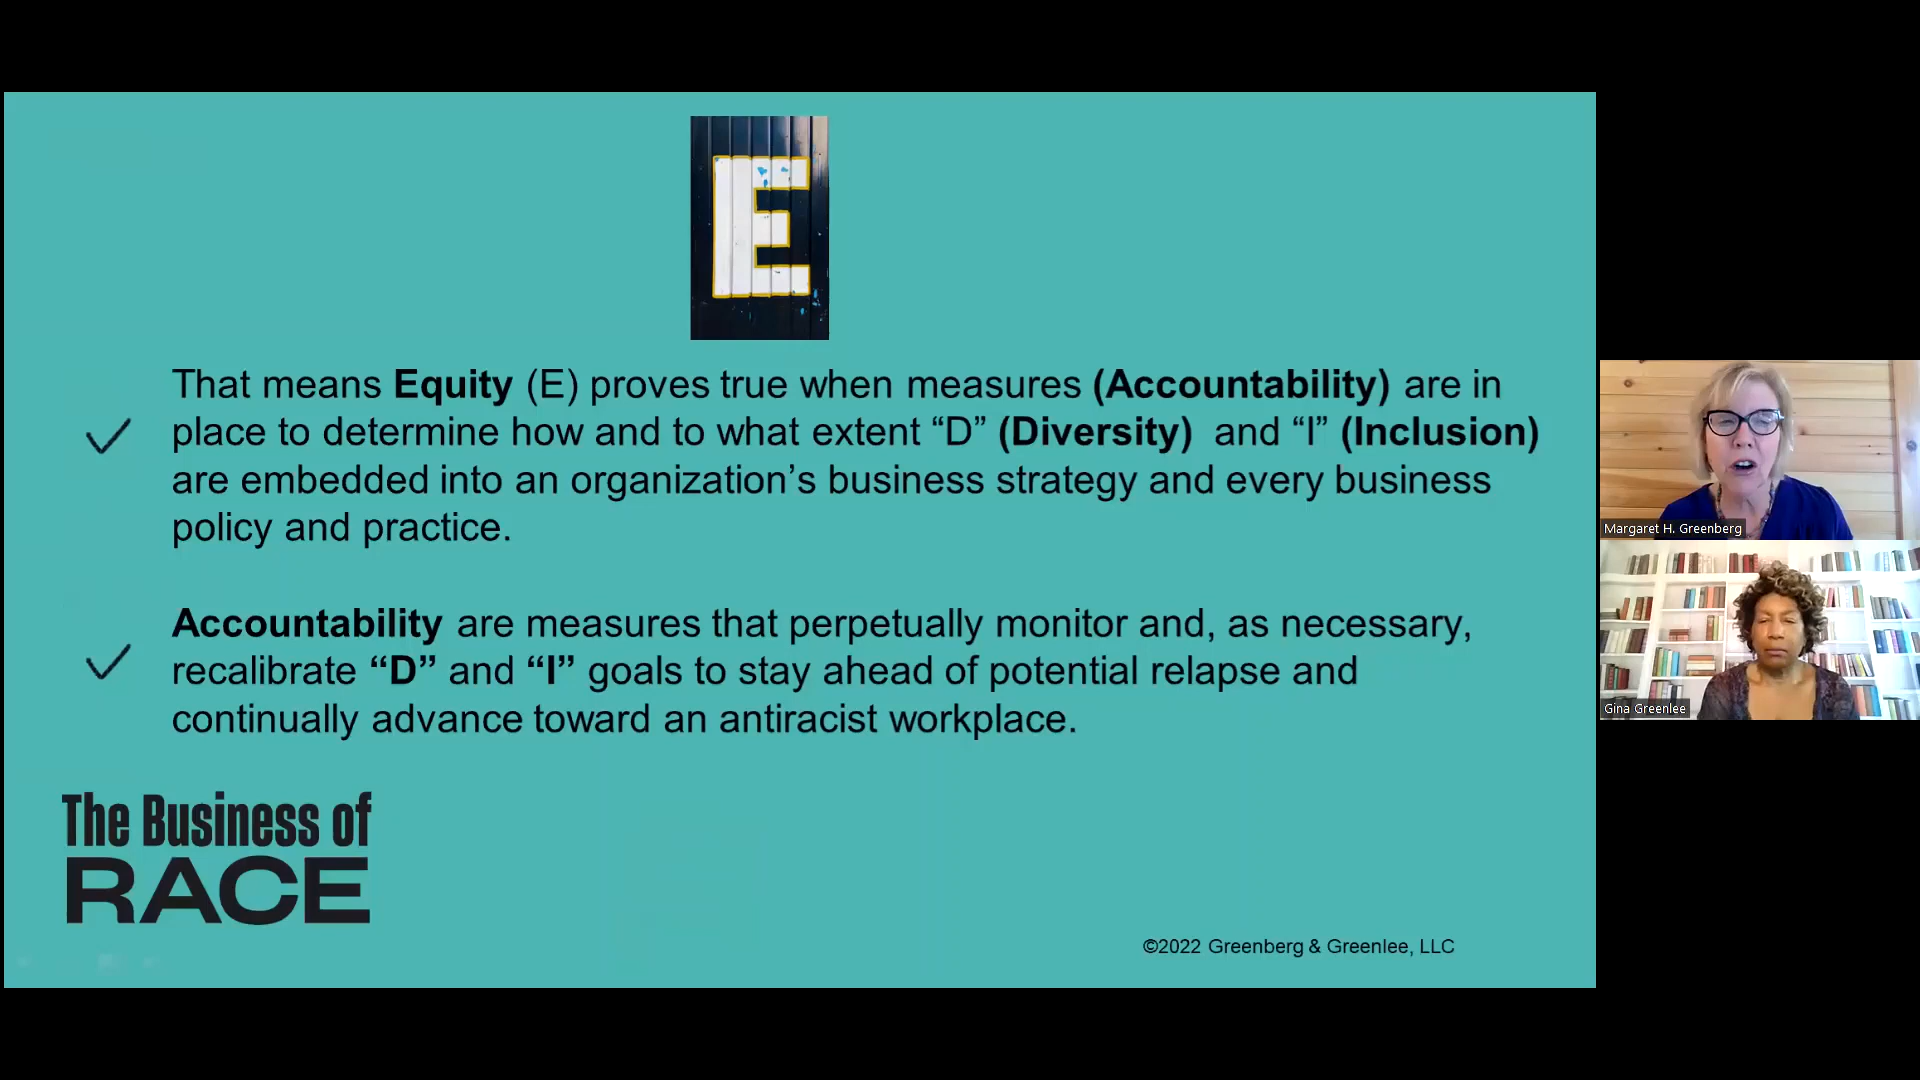 E
That means Equity (E) proves true when measures (Accountability) are in
place to determine how and to what extent “D” (Diversity) and “I” (Inclusion)
are embedded into an organization’s business strategy and every business
policy and practice.
Accountability are measures that perpetually monitor and, as necessary,
recalibrate “D” and “I” goals to stay ahead of potential relapse and
continually advance toward an antiracist workplace.
The Business of
RACE
©2022 Greenberg & Greenlee, LLC
Margaret H. Greenberg
Gina Greenlee